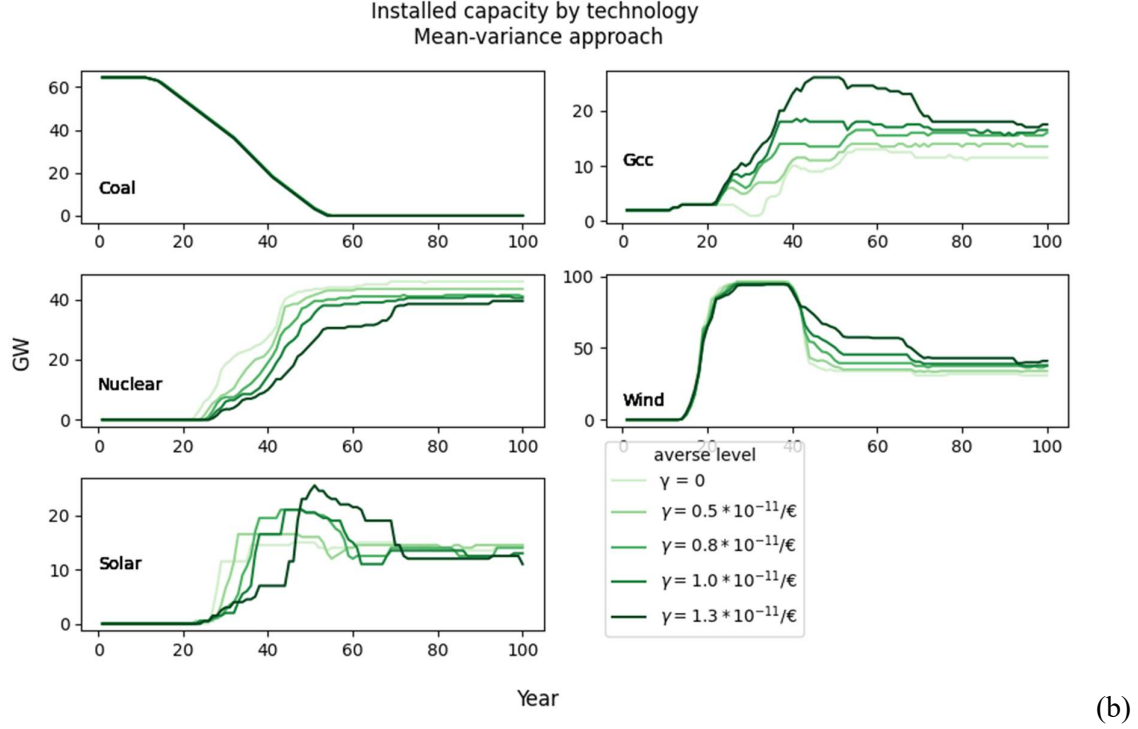 Installed capacity by technology
Mean-variance approach
60
40
20
0
Coal
0 20 40 60 80 100
20
10
0
Gcc
0 20 40 60 80 100
GW
40
20
0
Nuclear
0 20 40 60 80 100
100
50
0
Wind
0 20 40 60 80 100
20
10
0
Solar
0 20 40 60 80 100
averse level
γ = 0
γ = 0.5 * 10⁻¹¹/€
γ = 0.8 * 10⁻¹¹/€
γ = 1.0 * 10⁻¹¹/€
γ = 1.3 * 10⁻¹¹/€
Year
(b)